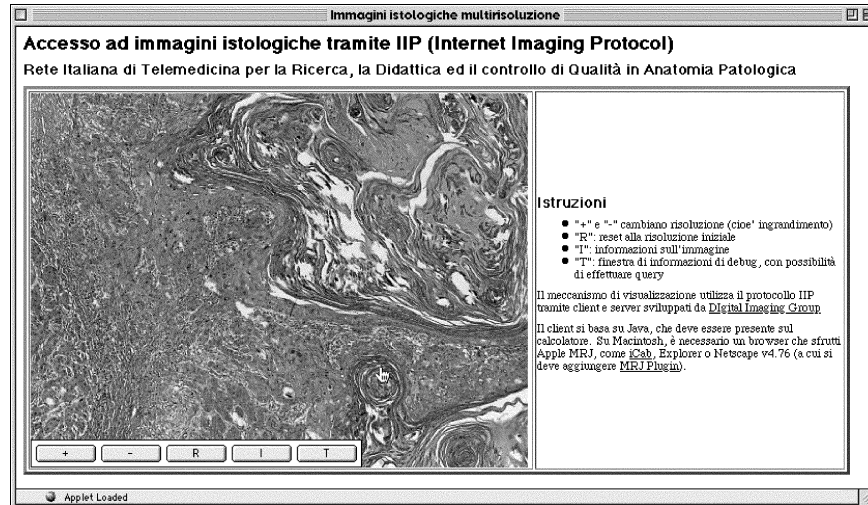 Immagini istologiche multirisoluzione
Accesso ad immagini istologiche tramite IIP (Internet Imaging Protocol)
Rete Italiana di Telemedicina per la Ricerca, la Didattica ed il controllo di Qualità in Anatomia Patologica
Istruzioni
"+" e "-" cambiano risoluzione (cioe' ingrandimento)
"R": reset alla risoluzione iniziale
"I": informazioni sull'immagine
"T": finestra di informazioni di debug, con possibilità
di effettuare query
Il meccanismo di visualizzazione utilizza il protocollo IIP
tramite client e server sviluppati da DIgital Imaging Group
Il client si basa su Java, che deve essere presente sul
calcolatore. Su Macintosh, è necessario un browser che sfrutti
Apple MRJ, come iCab, Explorer o Netscape v4.76 (a cui si
deve aggiungere MRJ Plugin).
+ - R I T
Applet Loaded